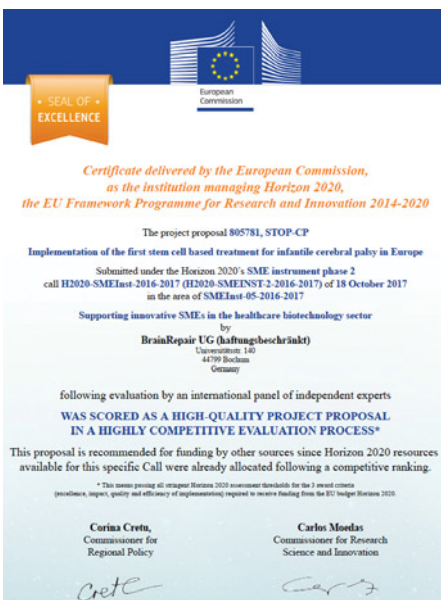 European
Commission
• SEAL OF •
EXCELLENCE
Certificate delivered by the European Commission,
as the institution managing Horizon 2020,
the EU Framework Programme for Research and Innovation 2014-2020
The project proposal 805781, STOP-CP
Implementation of the first stem cell based treatment for infantile cerebral palsy in Europe
Submitted under the Horizon 2020's SME instrument phase 2
call H2020-SMEInst-2016-2017 (H2020-SMEINST-2-2016-2017) of 18 October 2017
in the area of SMEInst-05-2016-2017
Supporting innovative SMEs in the healthcare biotechnology sector
by
BrainRepair UG (haftungsbeschränkt)
Universitätsstr. 140
44799 Bochum
Germany
following evaluation by an international panel of independent experts
WAS SCORED AS A HIGH-QUALITY PROJECT PROPOSAL
IN A HIGHLY COMPETITIVE EVALUATION PROCESS*
This proposal is recommended for funding by other sources since Horizon 2020 resources
available for this specific Call were already allocated following a competitive ranking.
* This means passing all stringent Horizon 2020 assessment thresholds for the 3 award criteria
(excellence, impact, quality and efficiency of implementation) required to receive funding from the EU budget Horizon 2020.
Corina Cretu,
Commissioner for
Regional Policy
Carlos Moedas
Commissioner for Research
Science and Innovation